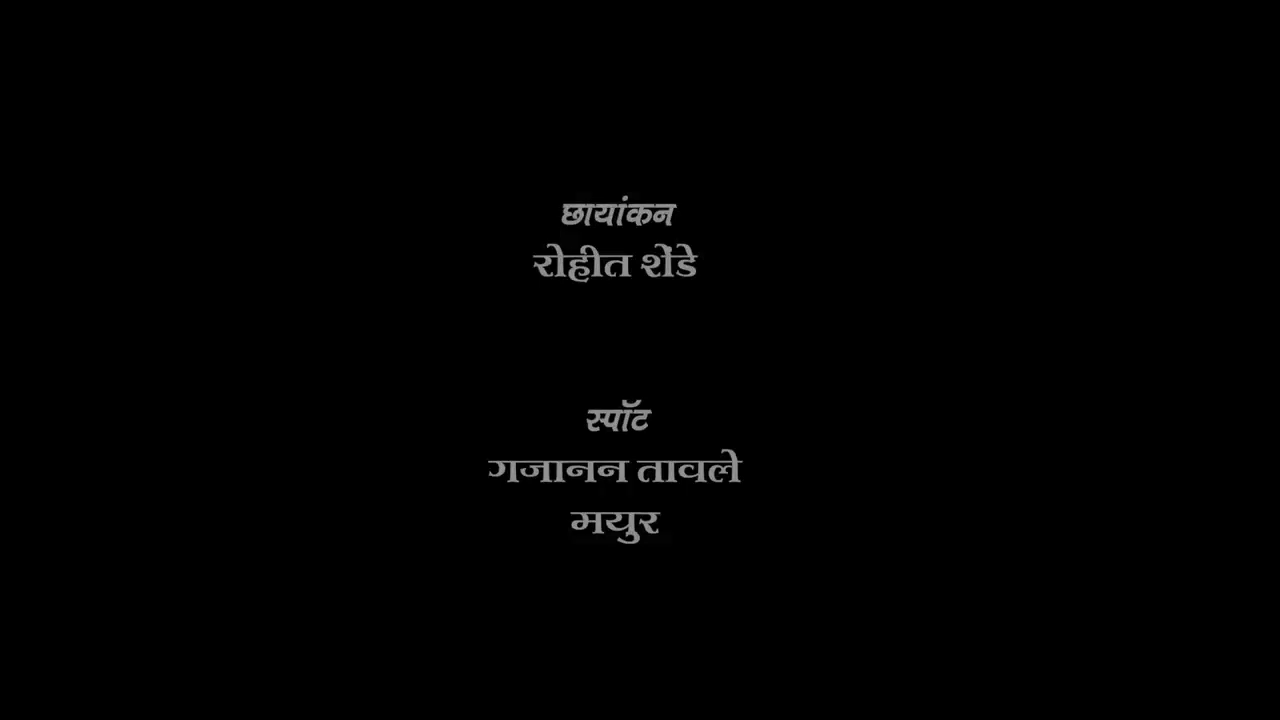 छायांकन
रोहीत शेंडे
स्पॉट
गजानन तावले
मयुर